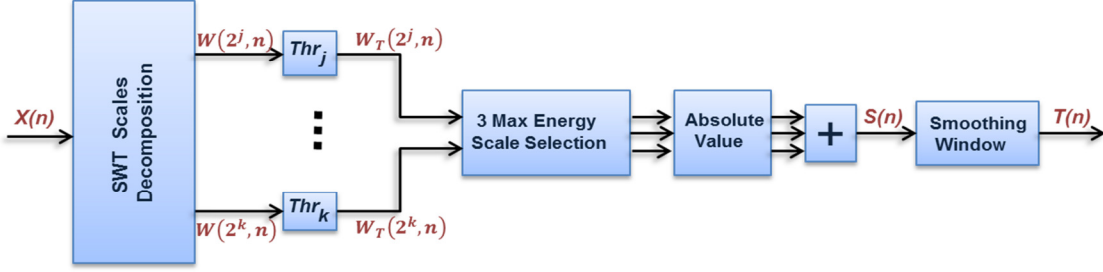 X(n)
SWT Scales
Decomposition
W(2^j, n)
Thr_j
W_T(2^j, n)
...
W(2^k, n)
Thr_k
W_T(2^k, n)
3 Max Energy
Scale Selection
Absolute
Value
+
S(n)
Smoothing
Window
T(n)